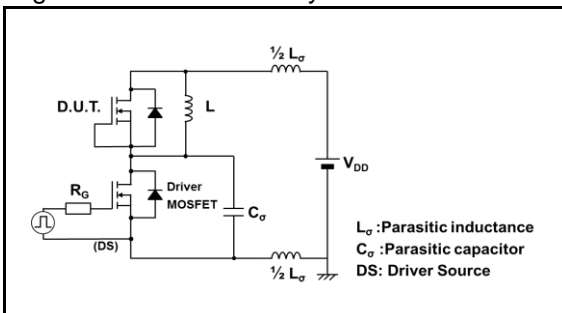 ½ Lσ
D.U.T.
L
VDD
RG
Driver
MOSFET
Cσ
(DS)
½ Lσ
Lσ :Parasitic inductance
Cσ :Parasitic capacitor
DS: Driver Source